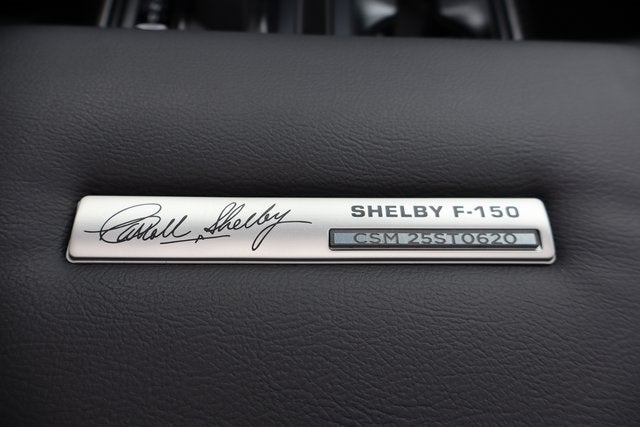 Carroll Shelby
SHELBY F-150
CSM 25ST0620